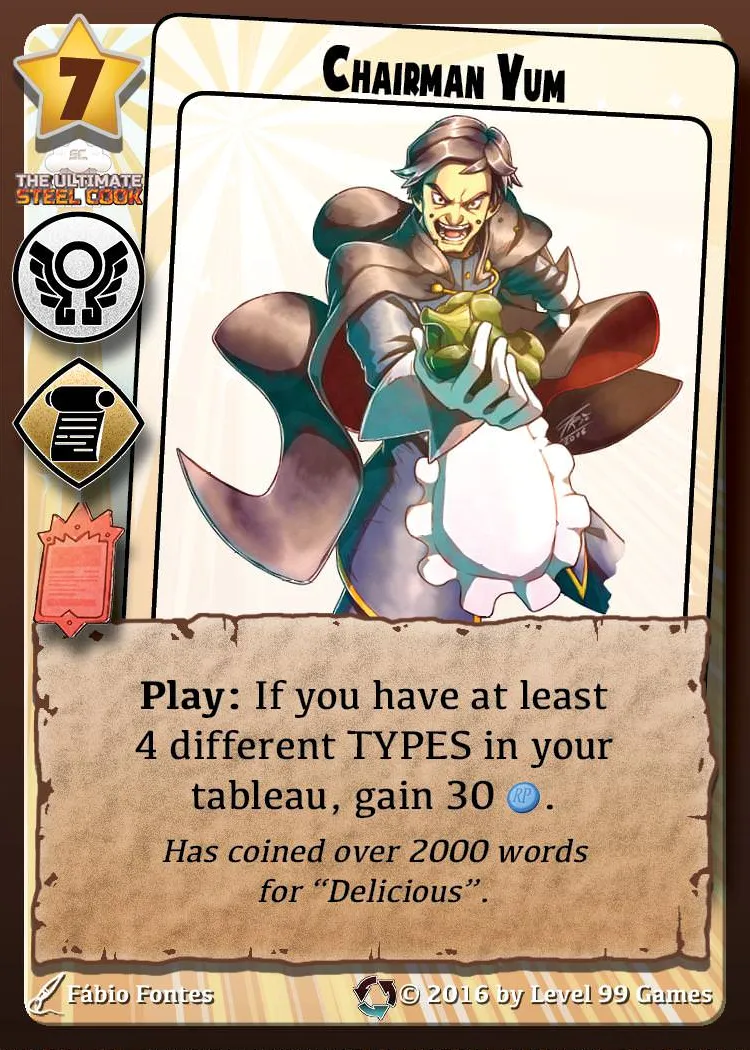 7
CHAIRMAN YUM
THE ULTIMATE
STEEL COOK
Play: If you have at least
4 different TYPES in your
tableau, gain 30 RP.
Has coined over 2000 words
for “Delicious”.
Fábio Fontes
© 2016 by Level 99 Games